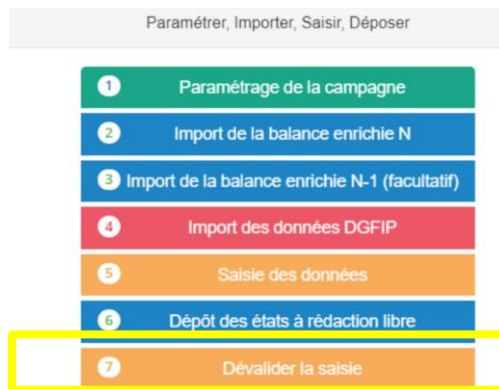 Paramétrer, Importer, Saisir, Déposer
1 Paramétrage de la campagne
2 Import de la balance enrichie N
3 Import de la balance enrichie N-1 (facultatif)
4 Import des données DGFIP
5 Saisie des données
6 Dépôt des états à rédaction libre
7 Dévalider la saisie